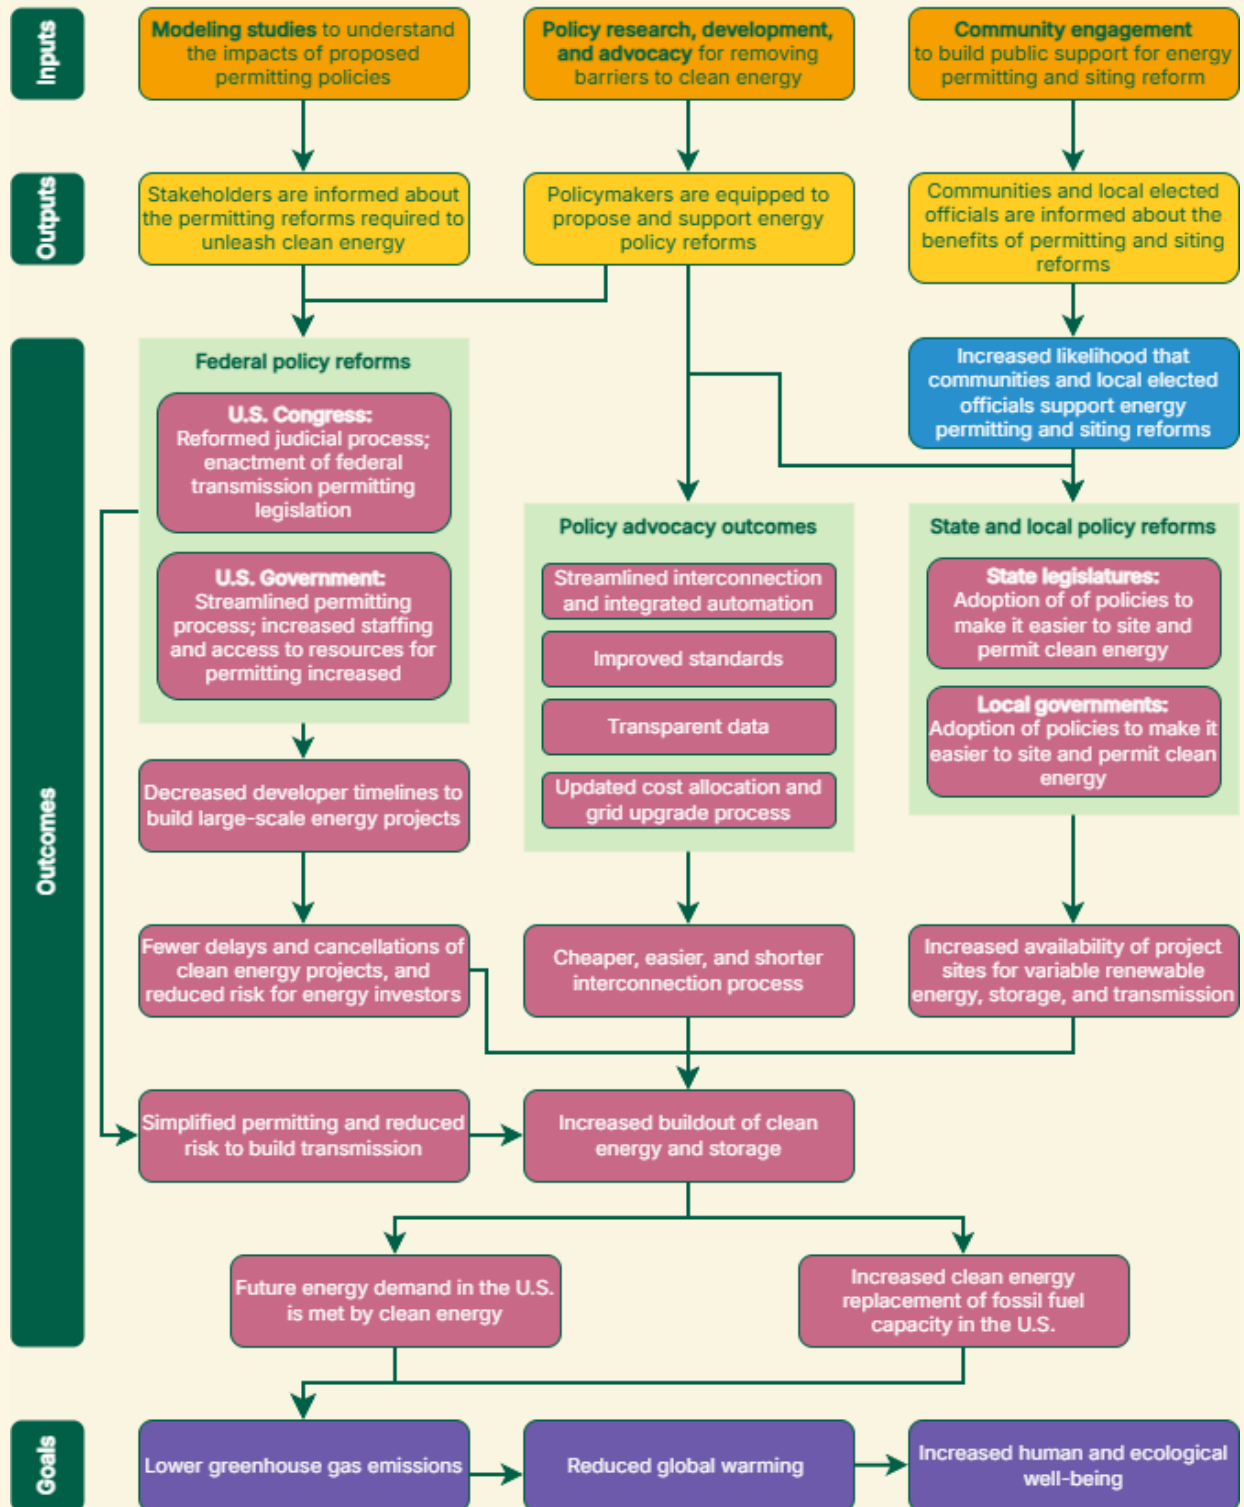 Inputs
Modeling studies to understand
the impacts of proposed
permitting policies
Policy research, development,
and advocacy for removing
barriers to clean energy
Community engagement
to build public support for energy
permitting and siting reform
Outputs
Stakeholders are informed about
the permitting reforms required to
unleash clean energy
Policymakers are equipped to
propose and support energy
policy reforms
Communities and local elected
officials are informed about the
benefits of permitting and siting
reforms
Outcomes
Federal policy reforms
U.S. Congress:
Reformed judicial process;
enactment of federal
transmission permitting
legislation
U.S. Government:
Streamlined permitting
process; increased staffing
and access to resources for
permitting increased
Increased likelihood that
communities and local elected
officials support energy
permitting and siting reforms
Policy advocacy outcomes
Streamlined interconnection
and integrated automation
Improved standards
Transparent data
Updated cost allocation and
grid upgrade process
State and local policy reforms
State legislatures:
Adoption of of policies to
make it easier to site and
permit clean energy
Local governments:
Adoption of policies to make it
easier to site and permit clean
energy
Decreased developer timelines to
build large-scale energy projects
Fewer delays and cancellations of
clean energy projects, and
reduced risk for energy investors
Cheaper, easier, and shorter
interconnection process
Increased availability of project
sites for variable renewable
energy, storage, and transmission
Simplified permitting and reduced
risk to build transmission
Increased buildout of clean
energy and storage
Future energy demand in the U.S.
is met by clean energy
Increased clean energy
replacement of fossil fuel
capacity in the U.S.
Goals
Lower greenhouse gas emissions
Reduced global warming
Increased human and ecological
well-being